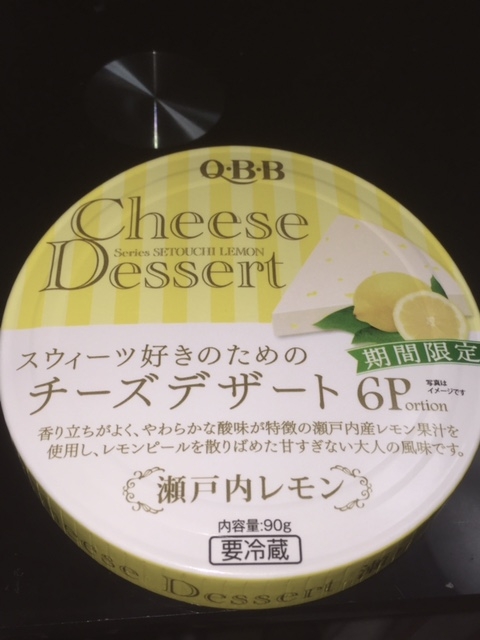 Q·B·B
Cheese
Series SETOUCHI LEMON
Dessert
期間限定
スウィーツ好きのための
チーズデザート 6Portion
写真は
イメージです
香り立ちがよく、やわらかな酸味が特徴の瀬戸内産レモン果汁を
使用し、レモンピールを散りばめた甘すぎない大人の風味です。
瀬戸内レモン
内容量:90g
要冷蔵
Cheese Dessert